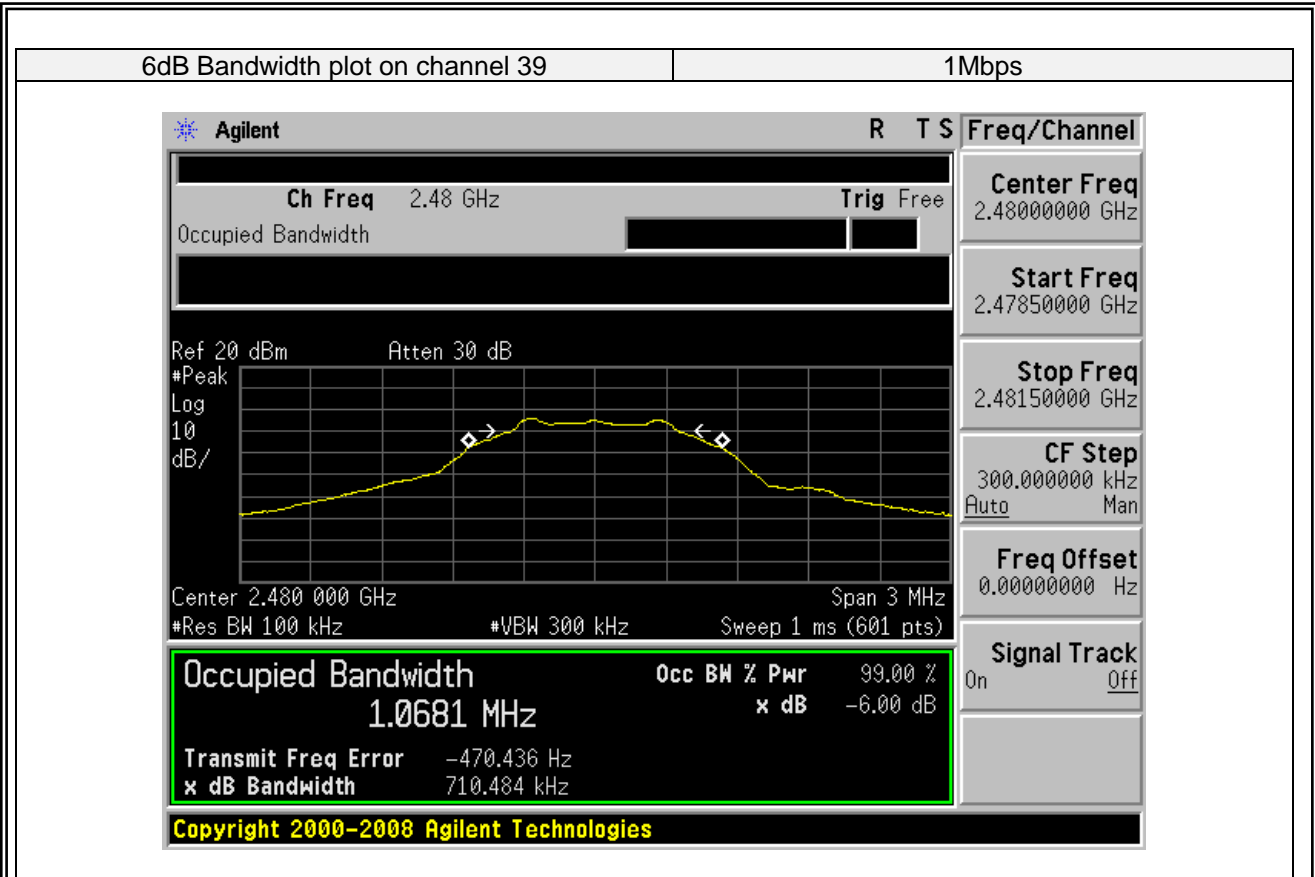 6dB Bandwidth plot on channel 39 1Mbps
Agilent R T S Freq/Channel
Ch Freq 2.48 GHz Trig Free
Occupied Bandwidth
Center Freq
2.48000000 GHz
Start Freq
2.47850000 GHz
Stop Freq
2.48150000 GHz
CF Step
300.000000 kHz
Auto Man
Freq Offset
0.00000000 Hz
Signal Track
On Off
Ref 20 dBm Atten 30 dB
#Peak
Log
10
dB/
Center 2.480 000 GHz Span 3 MHz
#Res BW 100 kHz #VBW 300 kHz Sweep 1 ms (601 pts)
Occupied Bandwidth Occ BW % Pwr 99.00 %
1.0681 MHz x dB -6.00 dB
Transmit Freq Error -470.436 Hz
x dB Bandwidth 710.484 kHz
Copyright 2000-2008 Agilent Technologies